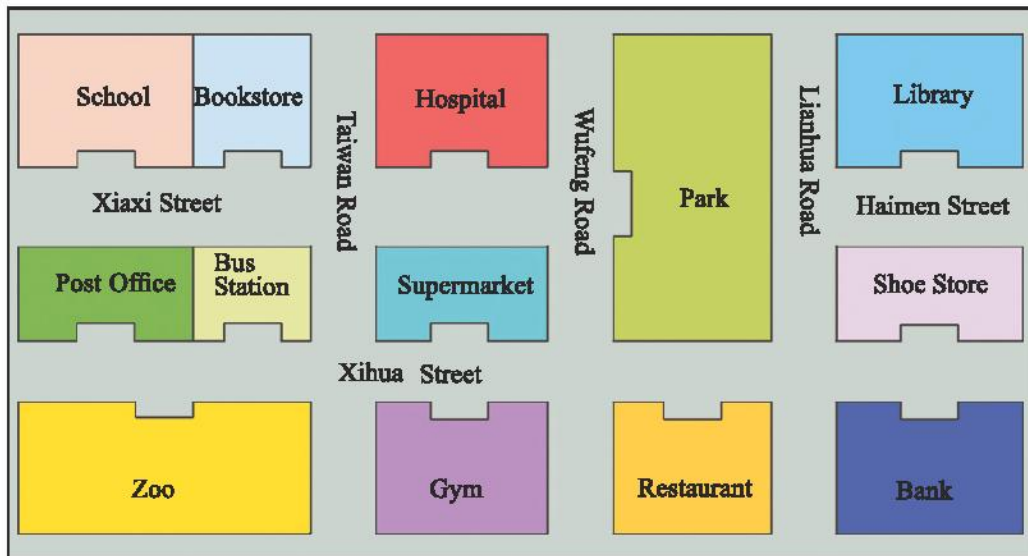 School
Bookstore
Hospital
Library
Taiwan Road
Wufeng Road
Lianhua Road
Park
Xiaxi Street
Haimen Street
Post Office
Bus
Station
Supermarket
Shoe Store
Xihua Street
Zoo
Gym
Restaurant
Bank